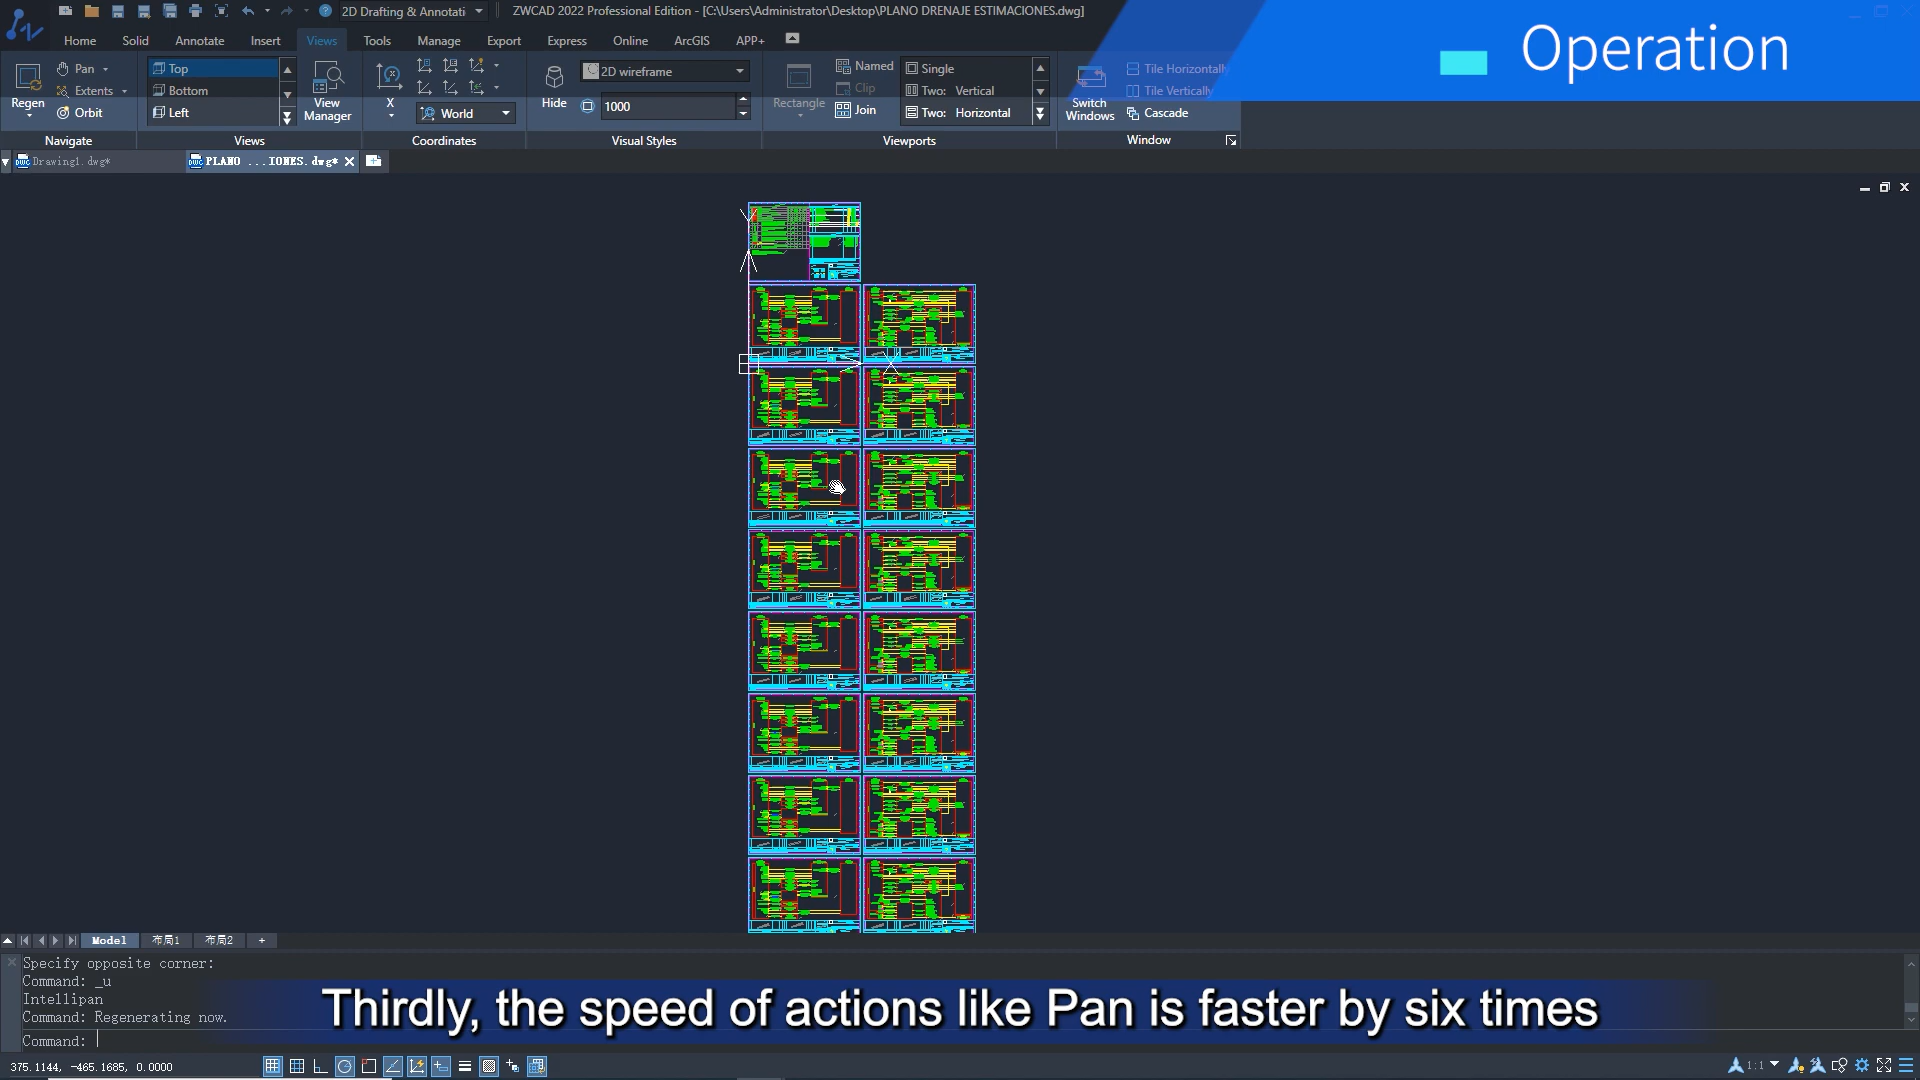 2D Drafting & Annotati
ZWCAD 2022 Professional Edition - [C:\Users\Administrator\Desktop\PLANO DRENAJE ESTIMACIONES.dwg]
Operation
Home Solid Annotate Insert Views Tools Manage Export Express Online ArcGIS APP+
Pan
Extents
Orbit
Regen
Navigate
Top
Bottom
Left
View Manager
Views
X
World
Coordinates
Hide
2D wireframe
1000
Visual Styles
Rectangle
Named
Clip
Join
Single
Two: Vertical
Two: Horizontal
Viewports
Switch Windows
Tile Horizontally
Tile Vertically
Cascade
Window
Drawing1.dwg*
PLANO ...IONES.dwg*
Model
布局1
布局2
+
Specify opposite corner:
Command: _u
Intellipan
Command: Regenerating now.
Command:
Thirdly, the speed of actions like Pan is faster by six times
375.1144, -465.1685, 0.0000
1:1